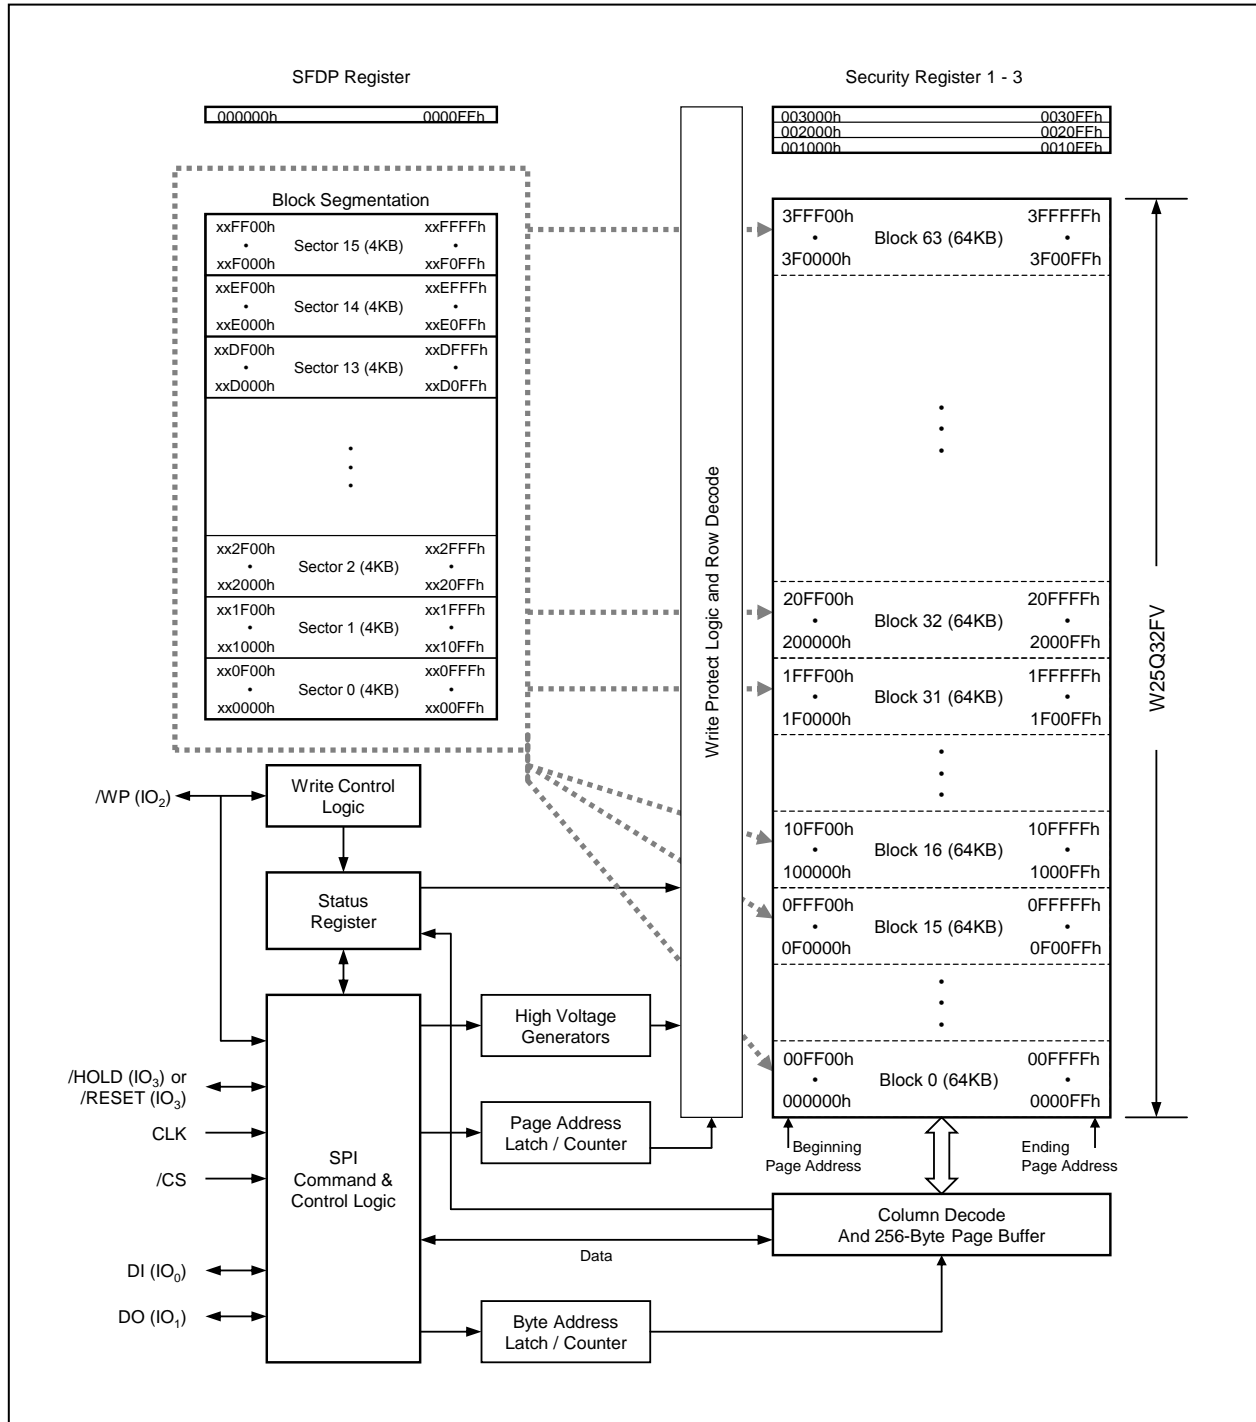 SFDP Register
000000h 0000FFh
Security Register 1 - 3
003000h 0030FFh
002000h 0020FFh
001000h 0010FFh
Block Segmentation
xxFF00h xxFFFFh
• Sector 15 (4KB) •
xxF000h xxF0FFh
xxEF00h xxEFFFh
• Sector 14 (4KB) •
xxE000h xxE0FFh
xxDF00h xxDFFFh
• Sector 13 (4KB) •
xxD000h xxD0FFh
xx2F00h xx2FFFh
• Sector 2 (4KB) •
xx2000h xx20FFh
xx1F00h xx1FFFh
• Sector 1 (4KB) •
xx1000h xx10FFh
xx0F00h xx0FFFh
• Sector 0 (4KB) •
xx0000h xx00FFh
Write Protect Logic and Row Decode
3FFF00h 3FFFFFh
• Block 63 (64KB) •
3F0000h 3F00FFh
20FF00h 20FFFFh
• Block 32 (64KB) •
200000h 2000FFh
1FFF00h 1FFFFFh
• Block 31 (64KB) •
1F0000h 1F00FFh
10FF00h 10FFFFh
• Block 16 (64KB) •
100000h 1000FFh
0FFF00h 0FFFFFh
• Block 15 (64KB) •
0F0000h 0F00FFh
00FF00h 00FFFFh
• Block 0 (64KB) •
000000h 0000FFh
W25Q32FV
Beginning
Page Address
Ending
Page Address
/WP (IO2)
Write Control
Logic
Status
Register
High Voltage
Generators
/HOLD (IO3) or
/RESET (IO3)
CLK
/CS
DI (IO0)
DO (IO1)
SPI
Command &
Control Logic
Page Address
Latch / Counter
Column Decode
And 256-Byte Page Buffer
Data
Byte Address
Latch / Counter